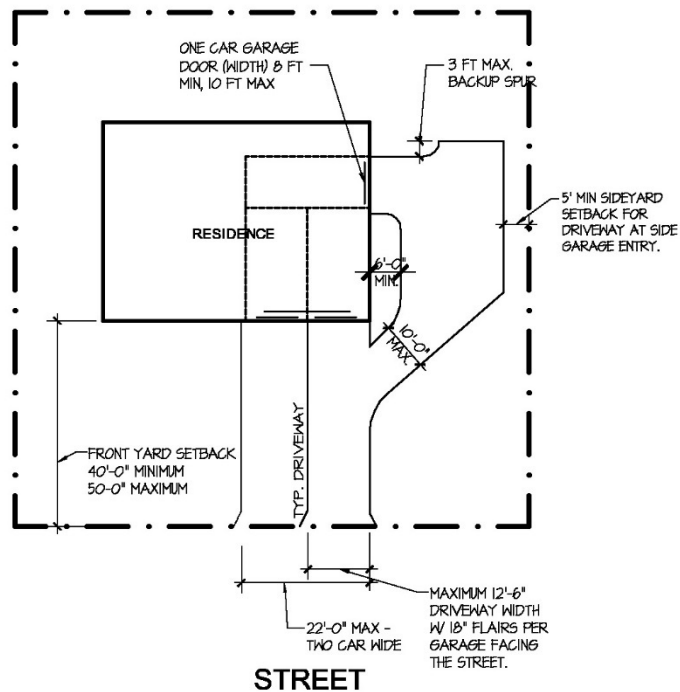 ONE CAR GARAGE
DOOR (WIDTH) 8 FT
MIN, 10 FT MAX
3 FT MAX.
BACKUP SPUR
5' MIN SIDEYARD
SETBACK FOR
DRIVEWAY AT SIDE
GARAGE ENTRY.
RESIDENCE
6'-0"
MIN.
10'-0"
MAX.
TYP. DRIVEWAY
FRONT YARD SETBACK
40'-0" MINIMUM
50-0" MAXIMUM
22'-0" MAX -
TWO CAR WIDE
MAXIMUM 12'-6"
DRIVEWAY WIDTH
W/ 18" FLAIRS PER
GARAGE FACING
THE STREET.
STREET